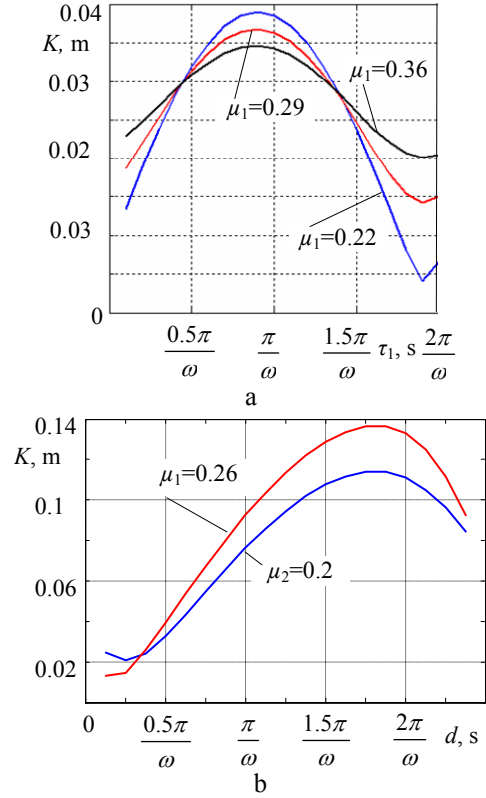 0.04
K, m
0.03
μ₁=0.36
μ₁=0.29
0.02
0.03
μ₁=0.22
0
0.5π/ω π/ω 1.5π/ω τ₁, s 2π/ω
a
0.14
K, m
μ₁=0.26
0.1
μ₂=0.2
0.06
0.02
0 0.5π/ω π/ω 1.5π/ω 2π/ω d, s
b